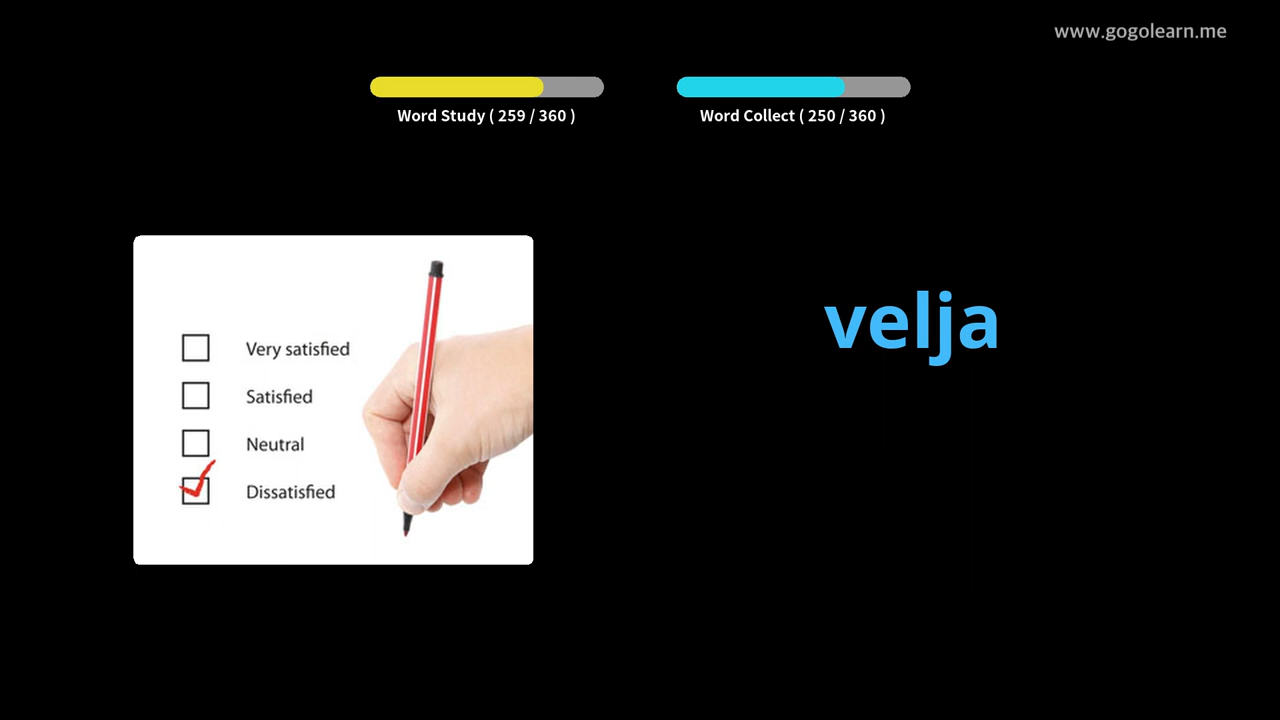 www.gogolearn.me
Word Study ( 259 / 360 )
Word Collect ( 250 / 360 )
velja
Very satisfied
Satisfied
Neutral
Dissatisfied